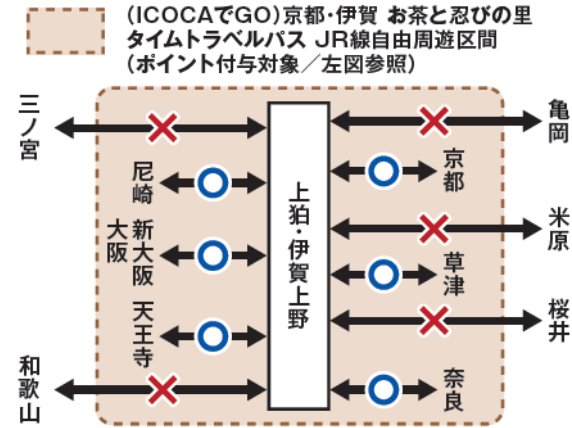 (ICOCAでGO)京都・伊賀 お茶と忍びの里
タイムトラベルパス JR線自由周遊区間
(ポイント付与対象／左図参照)
三ノ宮
尼崎
新大阪
大阪
天王寺
和歌山
上狛・伊賀上野
亀岡
京都
米原
草津
桜井
奈良